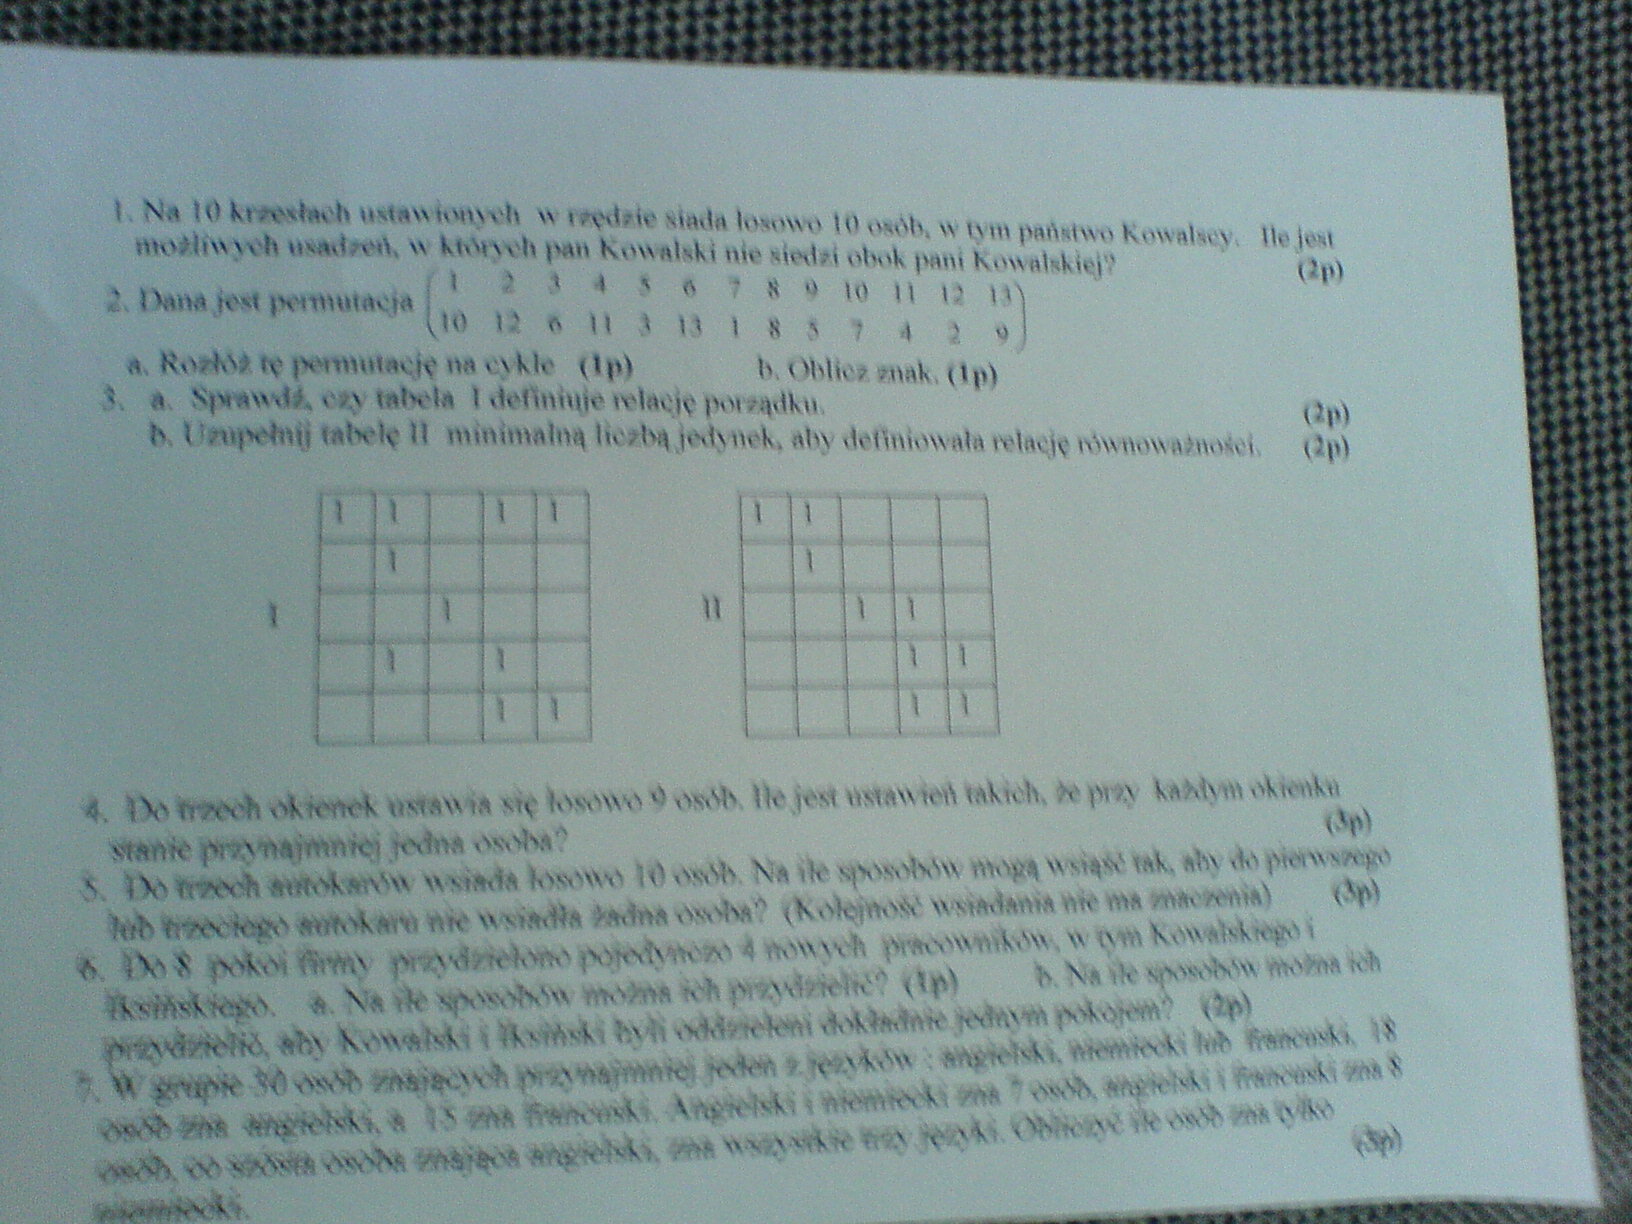 1. Na 10 krzesłach ustawionych w rzędzie siada losowo 10 osób, w tym państwo Kowalscy. Ile jest
możliwych usadzeń, w których pan Kowalski nie siedzi obok pani Kowalskiej? (2p)
2. Dana jest permutacja
1 2 3 4 5 6 7 8 9 10 11 12 13
10 12 6 11 3 13 1 8 5 7 4 2 9
a. Rozłóż tę permutację na cykle (1p) b. Oblicz znak. (1p)
3. a. Sprawdź, czy tabela I definiuje relację porządku. (2p)
b. Uzupełnij tabelę II minimalną liczbą jedynek, aby definiowała relację równoważności. (2p)
1 1 1 1
1
I 1
1 1
1 1
1 1
1
II 1 1
1 1
1 1
4. Do trzech okienek ustawia się losowo 9 osób. Ile jest ustawień takich, że przy każdym okienku
stanie przynajmniej jedna osoba? (3p)
5. Do trzech autokarów wsiada losowo 10 osób. Na ile sposobów mogą wsiąść tak, aby do pierwszego
lub trzeciego autokaru nie wsiadła żadna osoba? (Kolejność wsiadania nie ma znaczenia) (3p)
6. Do 8 pokoi firmy przydzielono pojedynczo 4 nowych pracowników, w tym Kowalskiego i
Iksińskiego. a. Na ile sposobów można ich przydzielić? (1p) b. Na ile sposobów można ich
przydzielić, aby Kowalski i Iksiński byli oddzieleni dokładnie jednym pokojem? (2p)
7. W grupie 30 osób znających przynajmniej jeden z języków : angielski, niemiecki lub francuski, 18
osób zna angielski, a 15 zna francuski. Angielski i niemiecki zna 7 osób, angielski i francuski zna 8
osób, co szósta osoba znająca angielski, zna wszystkie trzy języki. Obliczyć ile osób zna tylko
niemiecki. (3p)